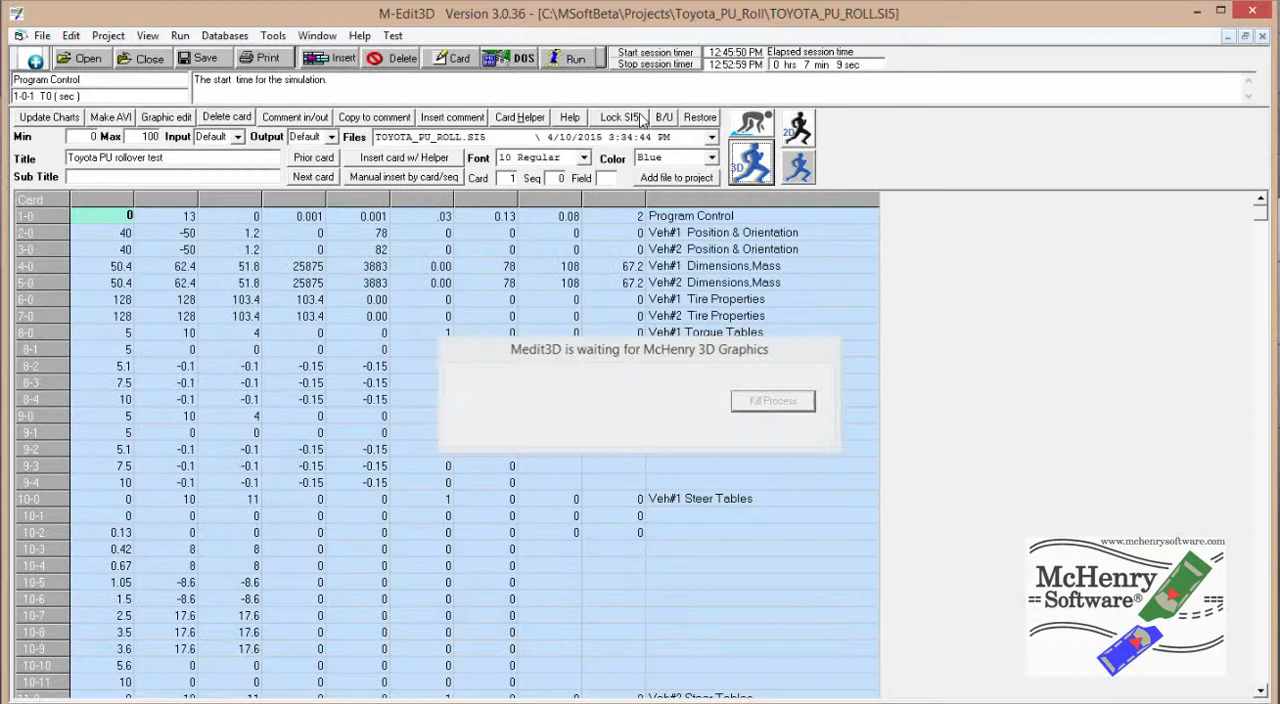 M-Edit3D Version 3.0.36 - [C:\MSoftBeta\Projects\Toyota_PU_Roll\TOYOTA_PU_ROLL.SI5]
File Edit Project View Run Databases Tools Window Help Test
Open Close Save Print Insert Delete Card DOS Run Start session timer 12:45:50 PM Elapsed session time
Stop session timer 12:52:59 PM 0 hrs 7 min 9 sec
Program Control The start time for the simulation.
1-0-1 T0 ( sec )
Update Charts Make AVI Graphic edit Delete card Comment in/out Copy to comment Insert comment Card Helper Help Lock SI5 B/U Restore
Min 0 Max 100 Input Default Output Default Files TOYOTA_PU_ROLL.SI5 \ 4/10/2015 3:34:44 PM
Title Toyota PU rollover test Prior card Insert card w/ Helper Font 10 Regular Color Blue
Sub Title Next card Manual insert by card/seq Card 1 Seq 0 Field Add file to project
2D
3D
Card
1-0 0 13 0 0.001 0.001 .03 0.13 0.08 2 Program Control
2-0 40 -50 1.2 0 78 0 0 0 0 Veh#1 Position & Orientation
3-0 40 -50 1.2 0 82 0 0 0 0 Veh#2 Position & Orientation
4-0 50.4 62.4 51.8 25875 3883 0.00 78 108 67.2 Veh#1 Dimensions,Mass
5-0 50.4 62.4 51.8 25875 3883 0.00 78 108 67.2 Veh#2 Dimensions,Mass
6-0 128 128 103.4 103.4 0.00 0 0 0 0 Veh#1 Tire Properties
7-0 128 128 103.4 103.4 0.00 0 0 0 0 Veh#2 Tire Properties
8-0 5 10 4 0 0 1 0 0 0 Veh#1 Torque Tables
8-1 5 0 0 0 0
Medit3D is waiting for McHenry 3D Graphics
8-2 5.1 -0.1 -0.1 -0.15 -0.15
8-3 7.5 -0.1 -0.1 -0.15 -0.15
8-4 10 -0.1 -0.1 -0.15 -0.15
Kill Process
9-0 5 10 4 0 0
9-1 5 0 0 0 0
9-2 5.1 -0.1 -0.1 -0.15 -0.15
9-3 7.5 -0.1 -0.1 -0.15 -0.15 0 0
9-4 10 -0.1 -0.1 -0.15 -0.15 0 0
10-0 0 10 11 0 0 1 0 0 0 Veh#1 Steer Tables
10-1 0 0 0 0 0 0 0 0 0
10-2 0.13 0 0 0 0 0 0 0 0
10-3 0.42 8 8 0 0 0 0
10-4 0.67 8 8 0 0 0 0
10-5 1.05 -8.6 -8.6 0 0 0 0
10-6 1.5 -8.6 -8.6 0 0 0 0
10-7 2.5 17.6 17.6 0 0 0 0
10-8 3.5 17.6 17.6 0 0 0 0
10-9 3.6 17.6 17.6 0 0 0 0
10-10 5.6 0 0 0 0 0 0
10-11 10 0 0 0 0 0 0
11-0 0 10 11 0 0 1 0 0 0 Veh#2 Steer Tables
www.mchenrysoftware.com
McHenry
Software®